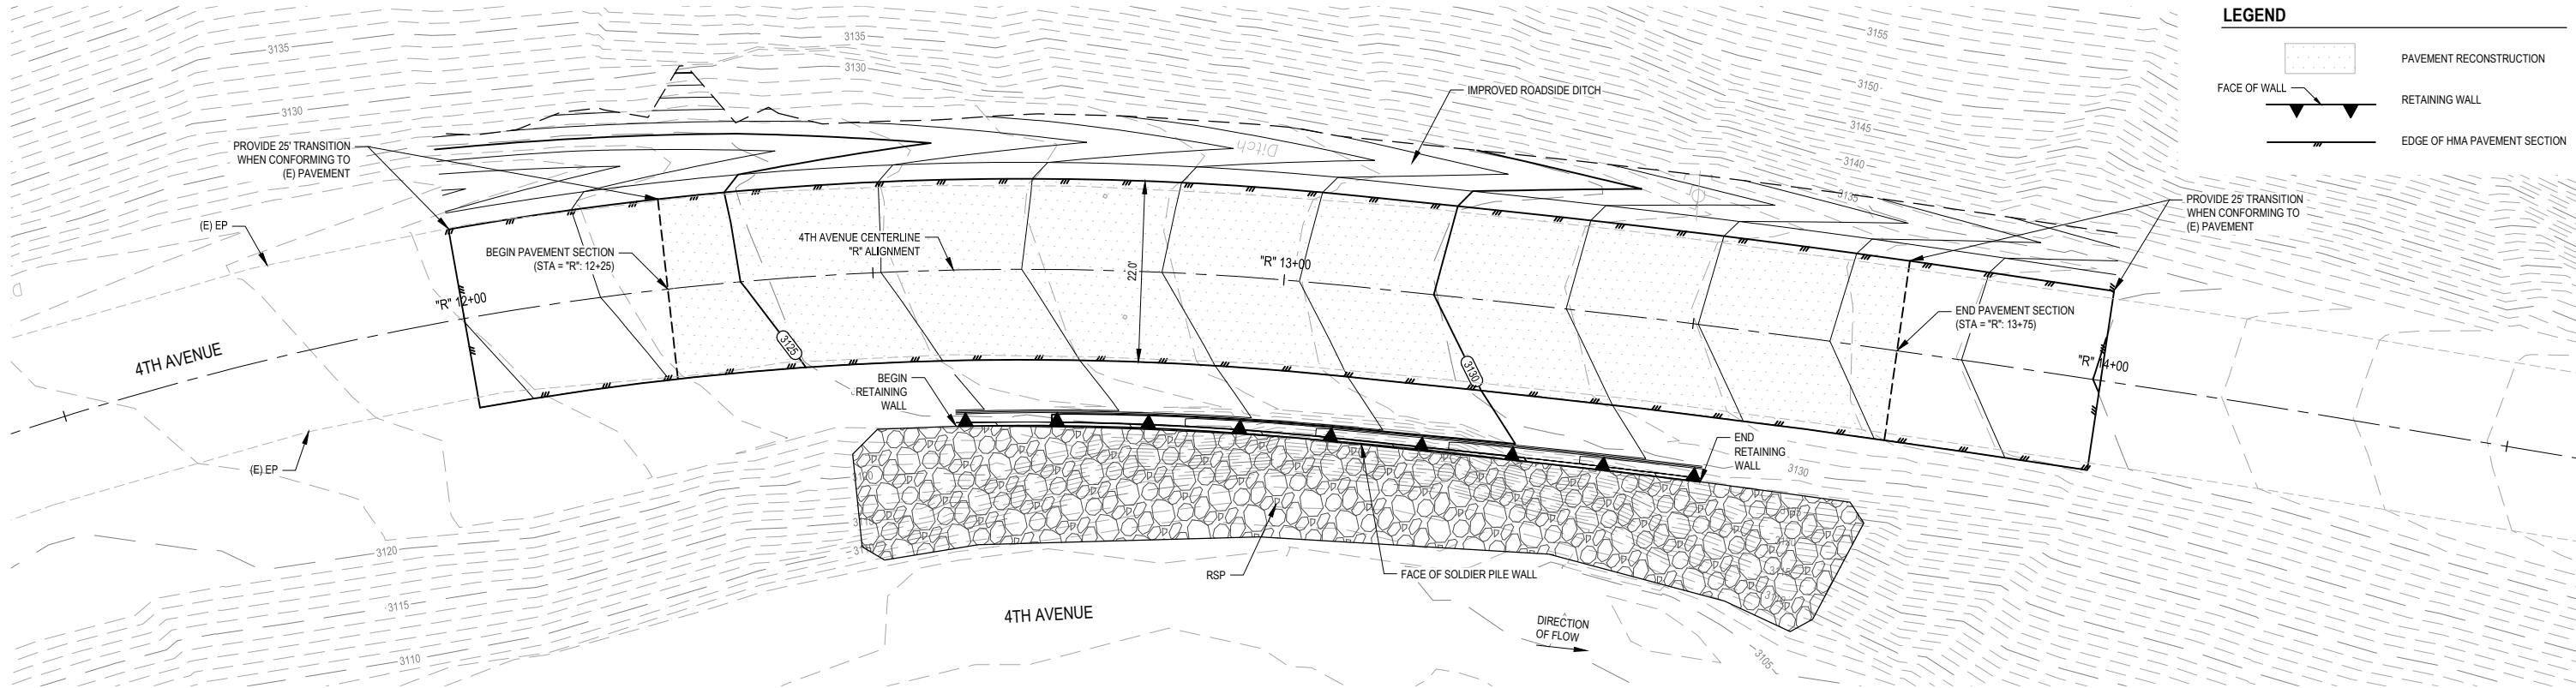 LEGEND
PAVEMENT RECONSTRUCTION
FACE OF WALL
RETAINING WALL
EDGE OF HMA PAVEMENT SECTION
3135
3135
3130
3130
3155
3150
3145
3140
3135
IMPROVED ROADSIDE DITCH
Ditch
PROVIDE 25' TRANSITION
WHEN CONFORMING TO
(E) PAVEMENT
PROVIDE 25' TRANSITION
WHEN CONFORMING TO
(E) PAVEMENT
(E) EP
BEGIN PAVEMENT SECTION
(STA = "R": 12+25)
4TH AVENUE CENTERLINE
"R" ALIGNMENT
22.0'
"R" 13+00
"R" 12+00
END PAVEMENT SECTION
(STA = "R": 13+75)
"R" 14+00
4TH AVENUE
3125
3130
BEGIN
RETAINING
WALL
END
RETAINING
WALL
3130
(E) EP
3120
3115
3110
RSP
FACE OF SOLDIER PILE WALL
4TH AVENUE
DIRECTION
OF FLOW
3105